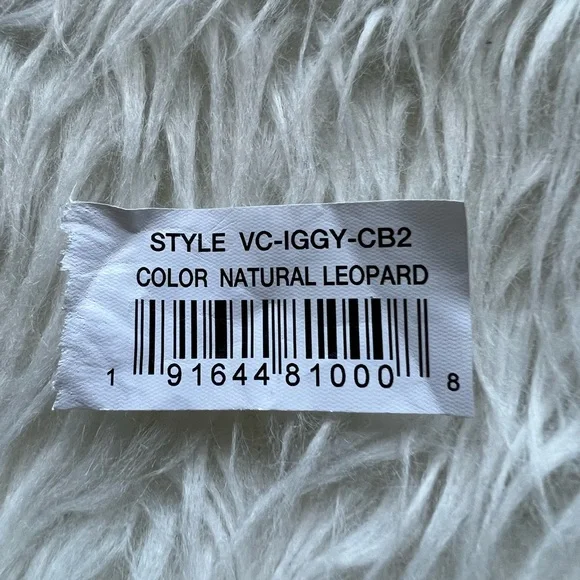 STYLE VC-IGGY-CB2
COLOR NATURAL LEOPARD
1 91644 81000 8